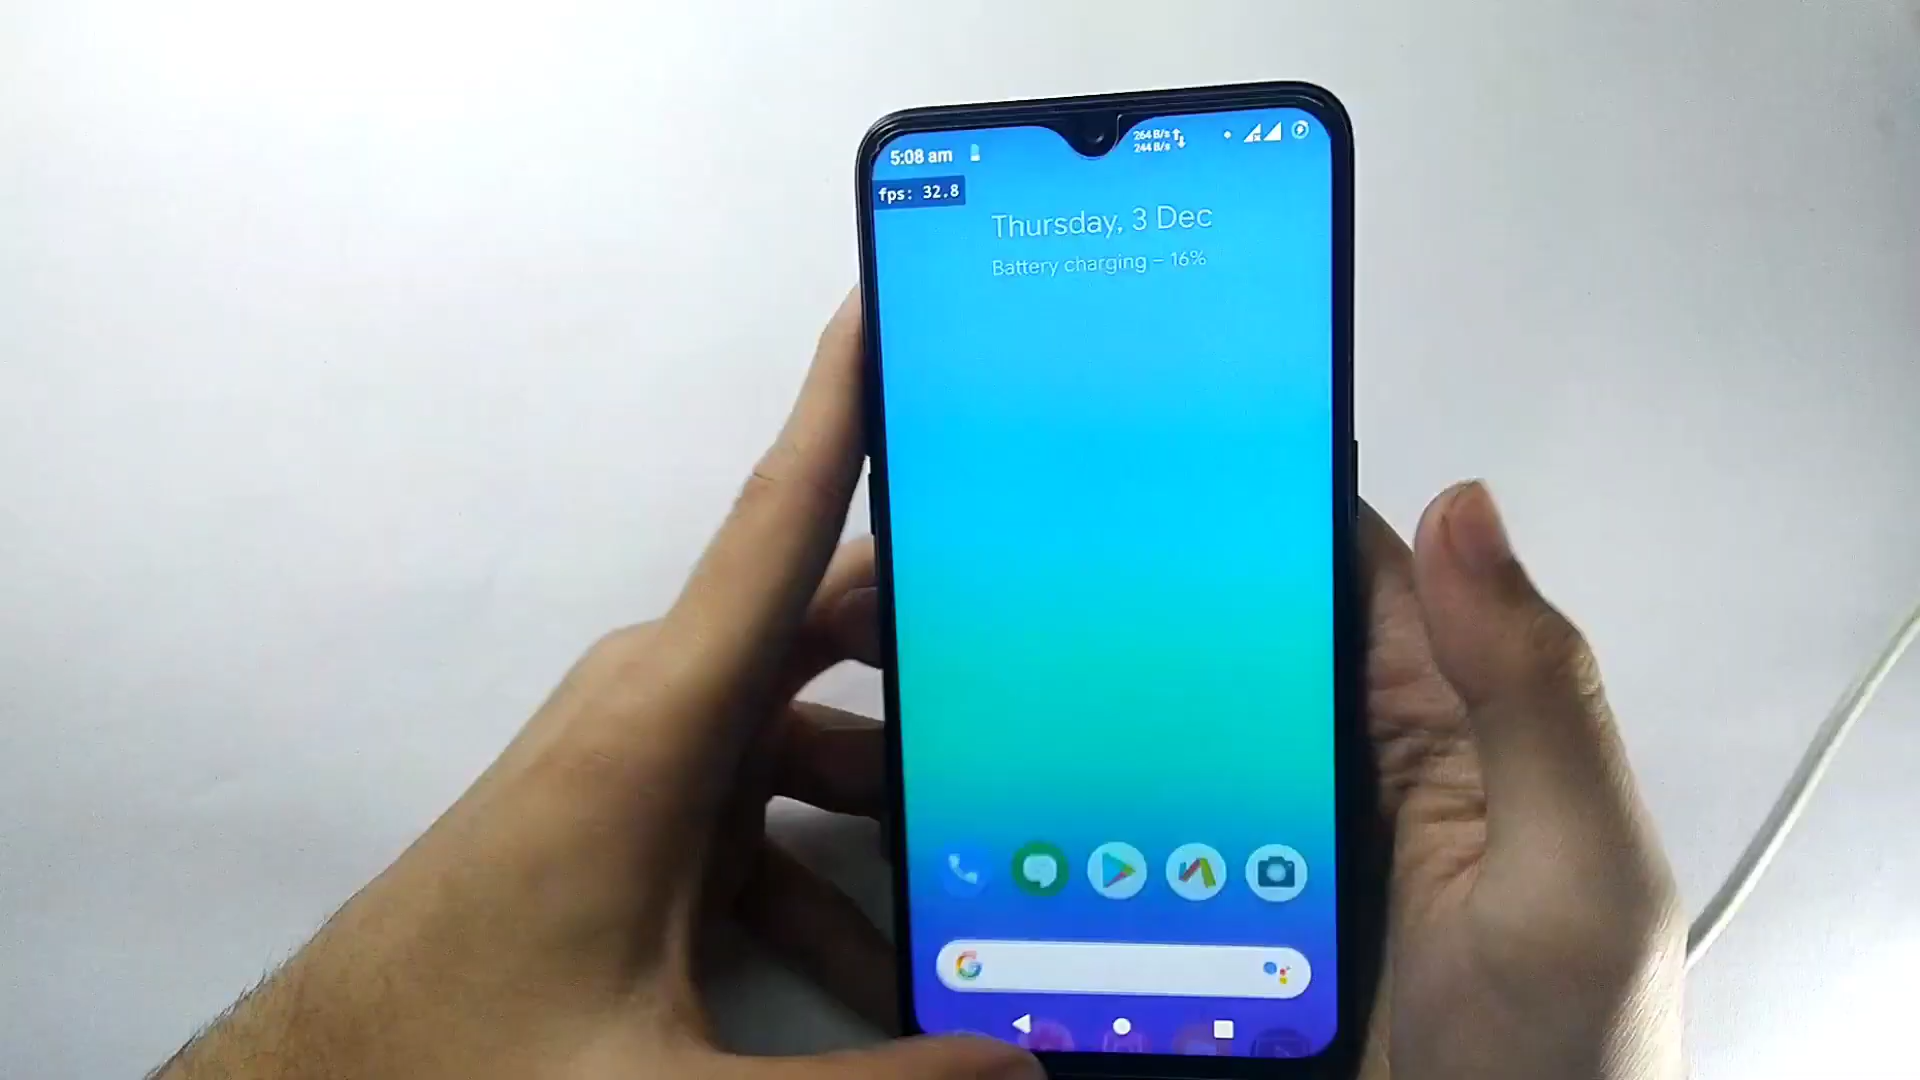 5:08 am
264 B/s
244 B/s
fps: 32.8
Thursday, 3 Dec
Battery charging – 16%